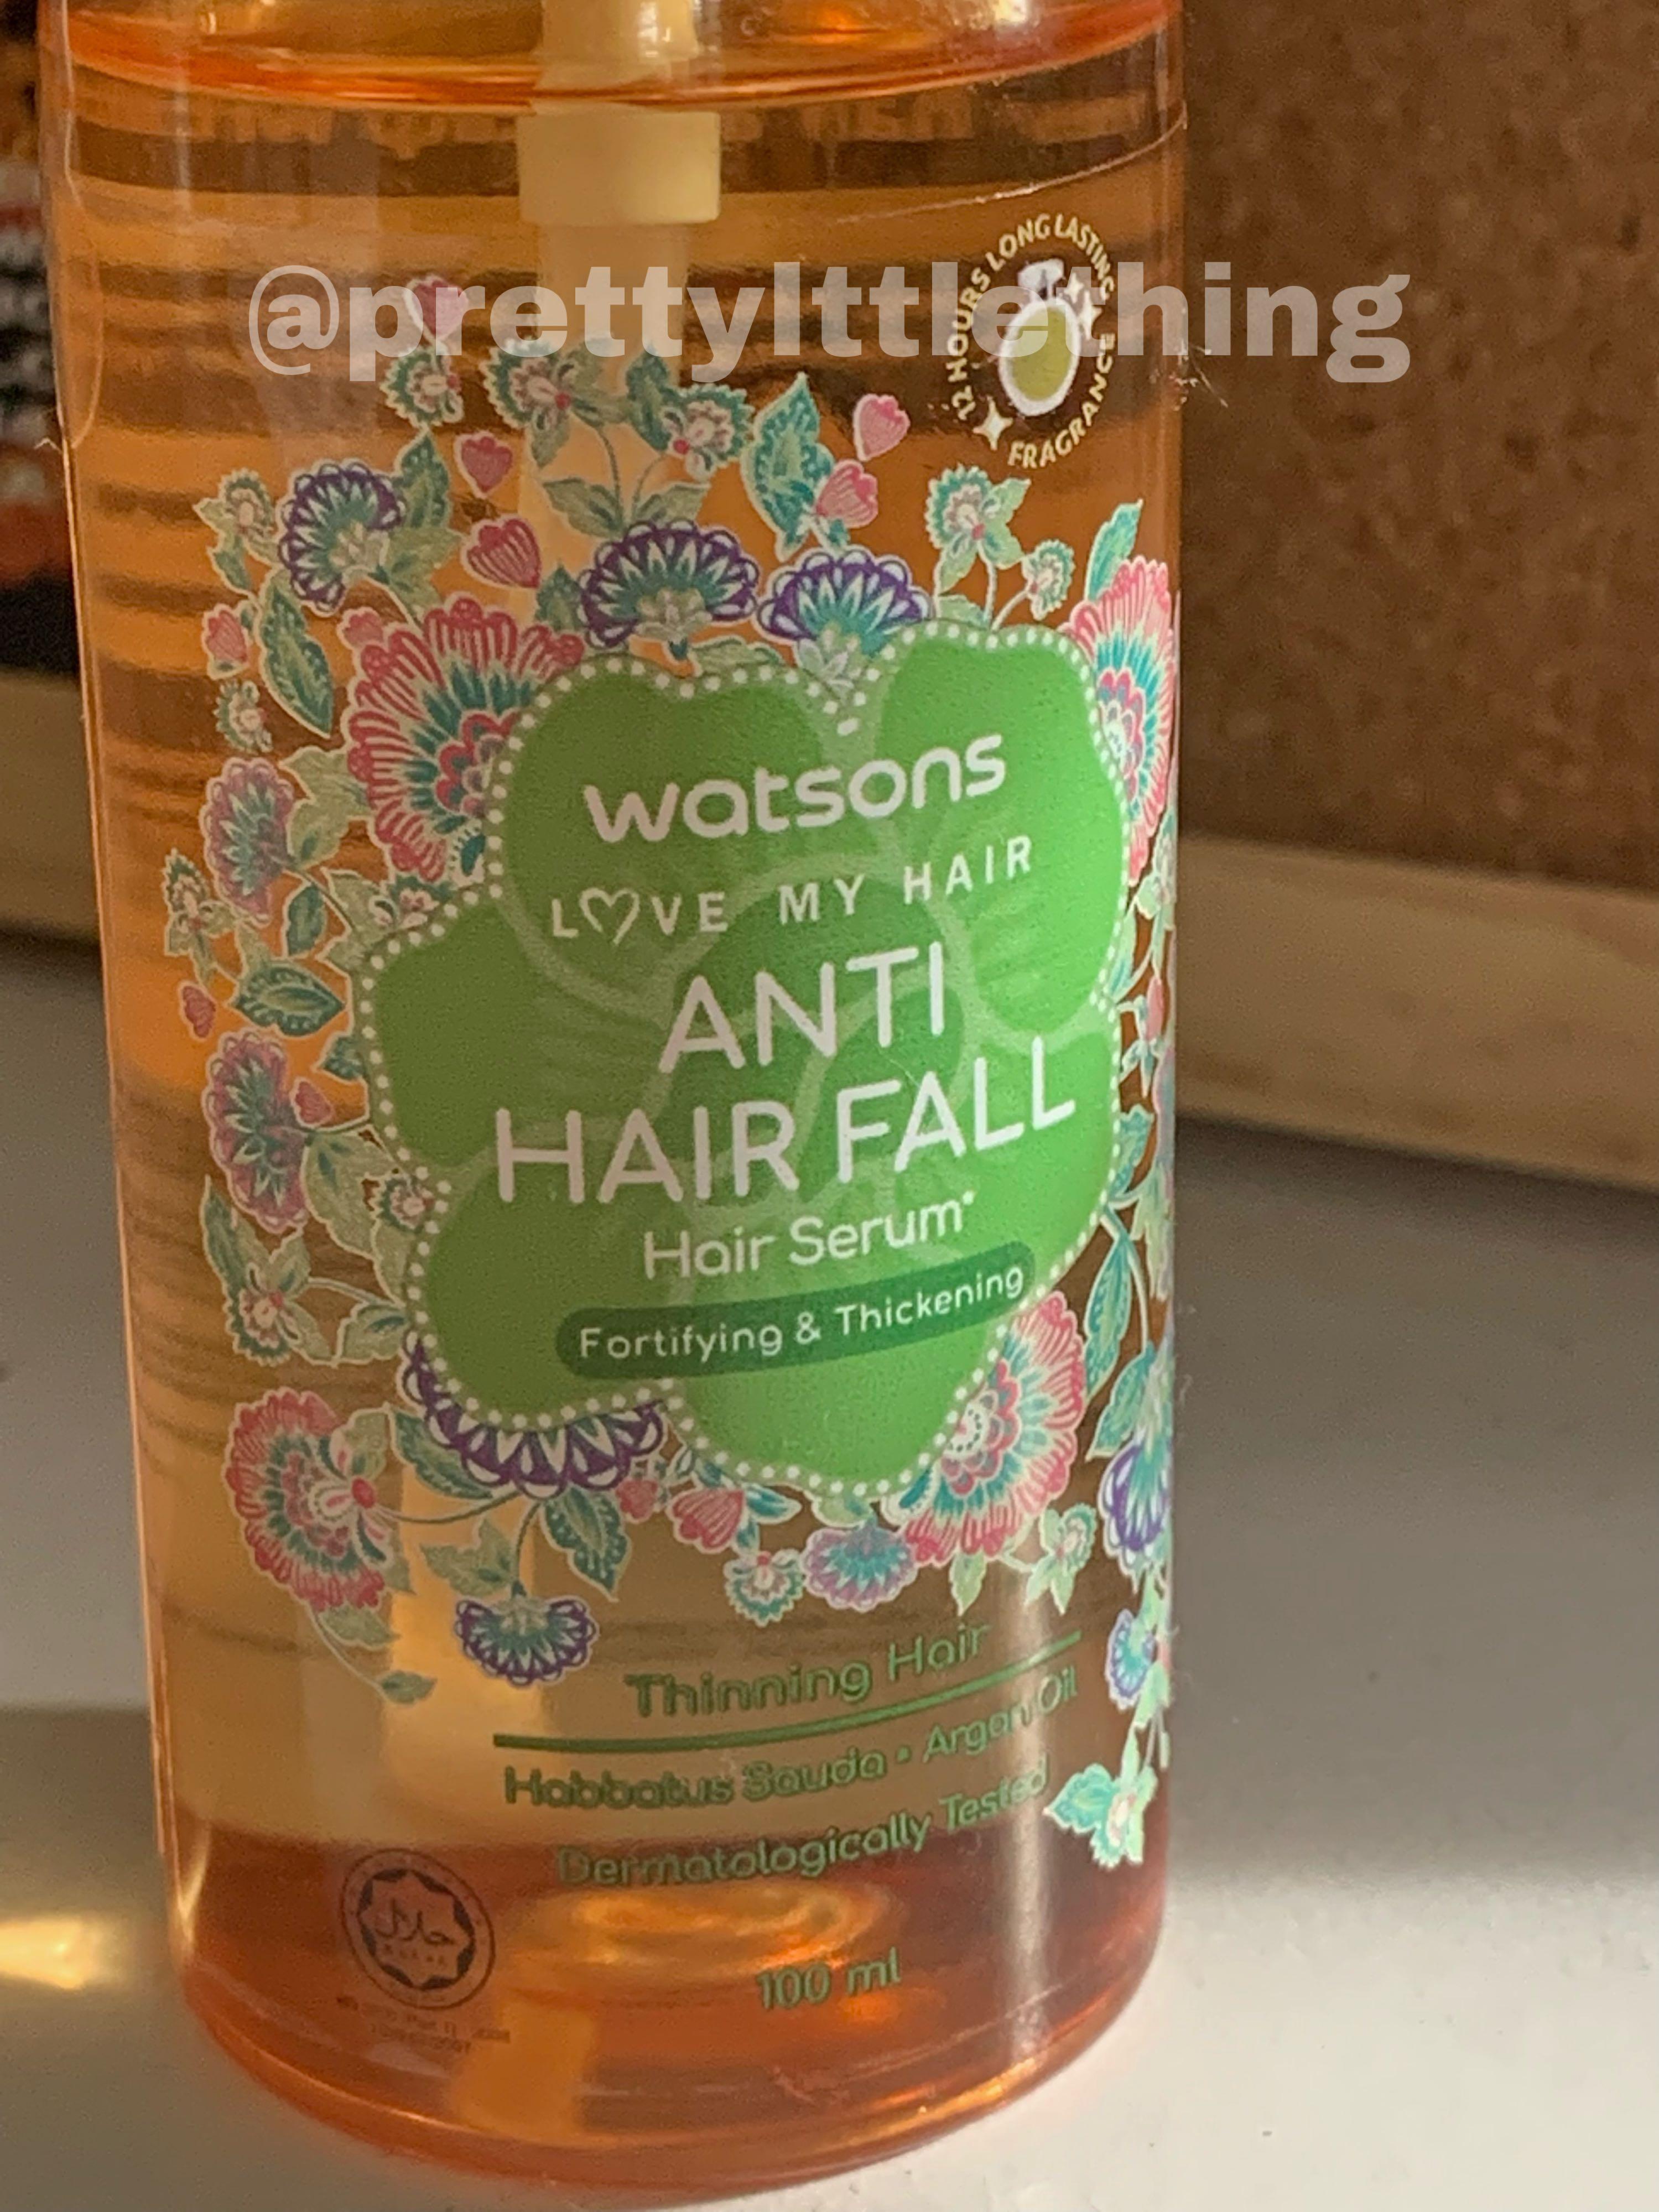 @prettylttlething
12 HOURS LONG LASTING FRAGRANCE
watsons
LOVE MY HAIR
ANTI
HAIR FALL
Hair Serum*
Fortifying & Thickening
Thinning Hair
Habbatus Sauda • Argan Oil
Dermatologically Tested
حلال
100 ml